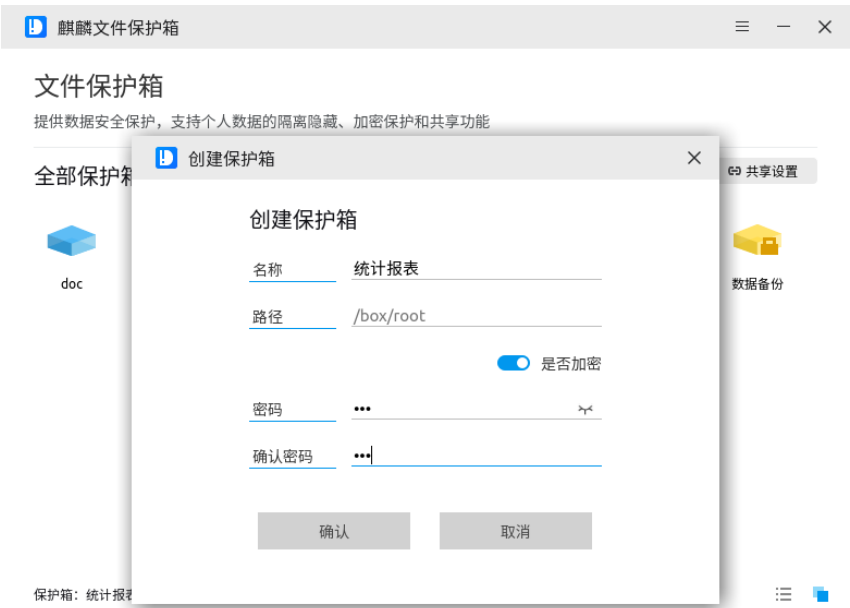 麒麟文件保护箱
文件保护箱
提供数据安全保护，支持个人数据的隔离隐藏、加密保护和共享功能
全部保护箱
共享设置
doc
数据备份
创建保护箱
创建保护箱
名称 统计报表
路径 /box/root
是否加密
密码 •••
确认密码 •••
确认 取消
保护箱：统计报表